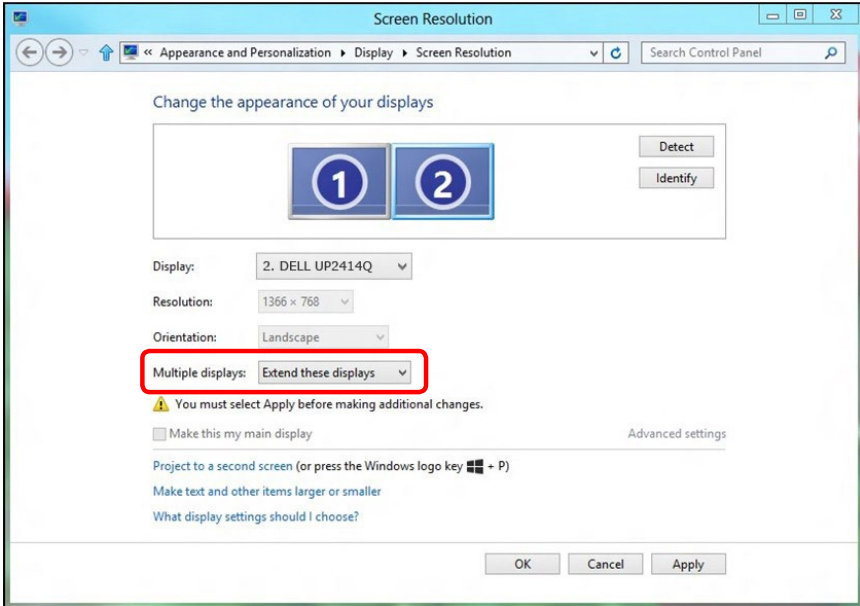 Screen Resolution
« Appearance and Personalization ▸ Display ▸ Screen Resolution
Search Control Panel
Change the appearance of your displays
1 2
Detect
Identify
Display: 2. DELL UP2414Q
Resolution: 1366 × 768
Orientation: Landscape
Multiple displays: Extend these displays
You must select Apply before making additional changes.
Make this my main display Advanced settings
Project to a second screen (or press the Windows logo key + P)
Make text and other items larger or smaller
What display settings should I choose?
OK Cancel Apply